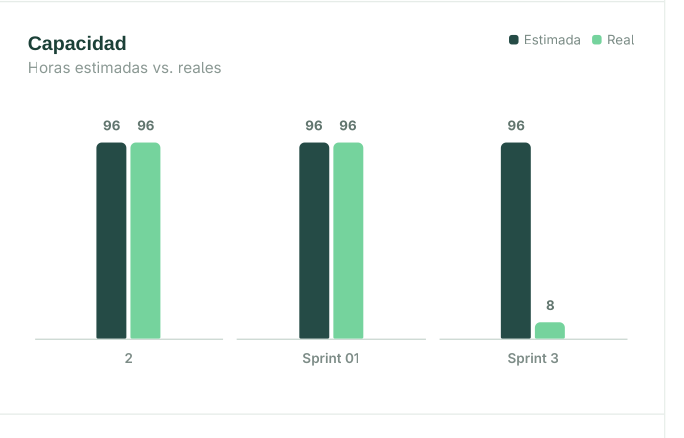 Capacidad
Estimada Real
Horas estimadas vs. reales
96 96 96 96 96
8
2 Sprint 01 Sprint 3